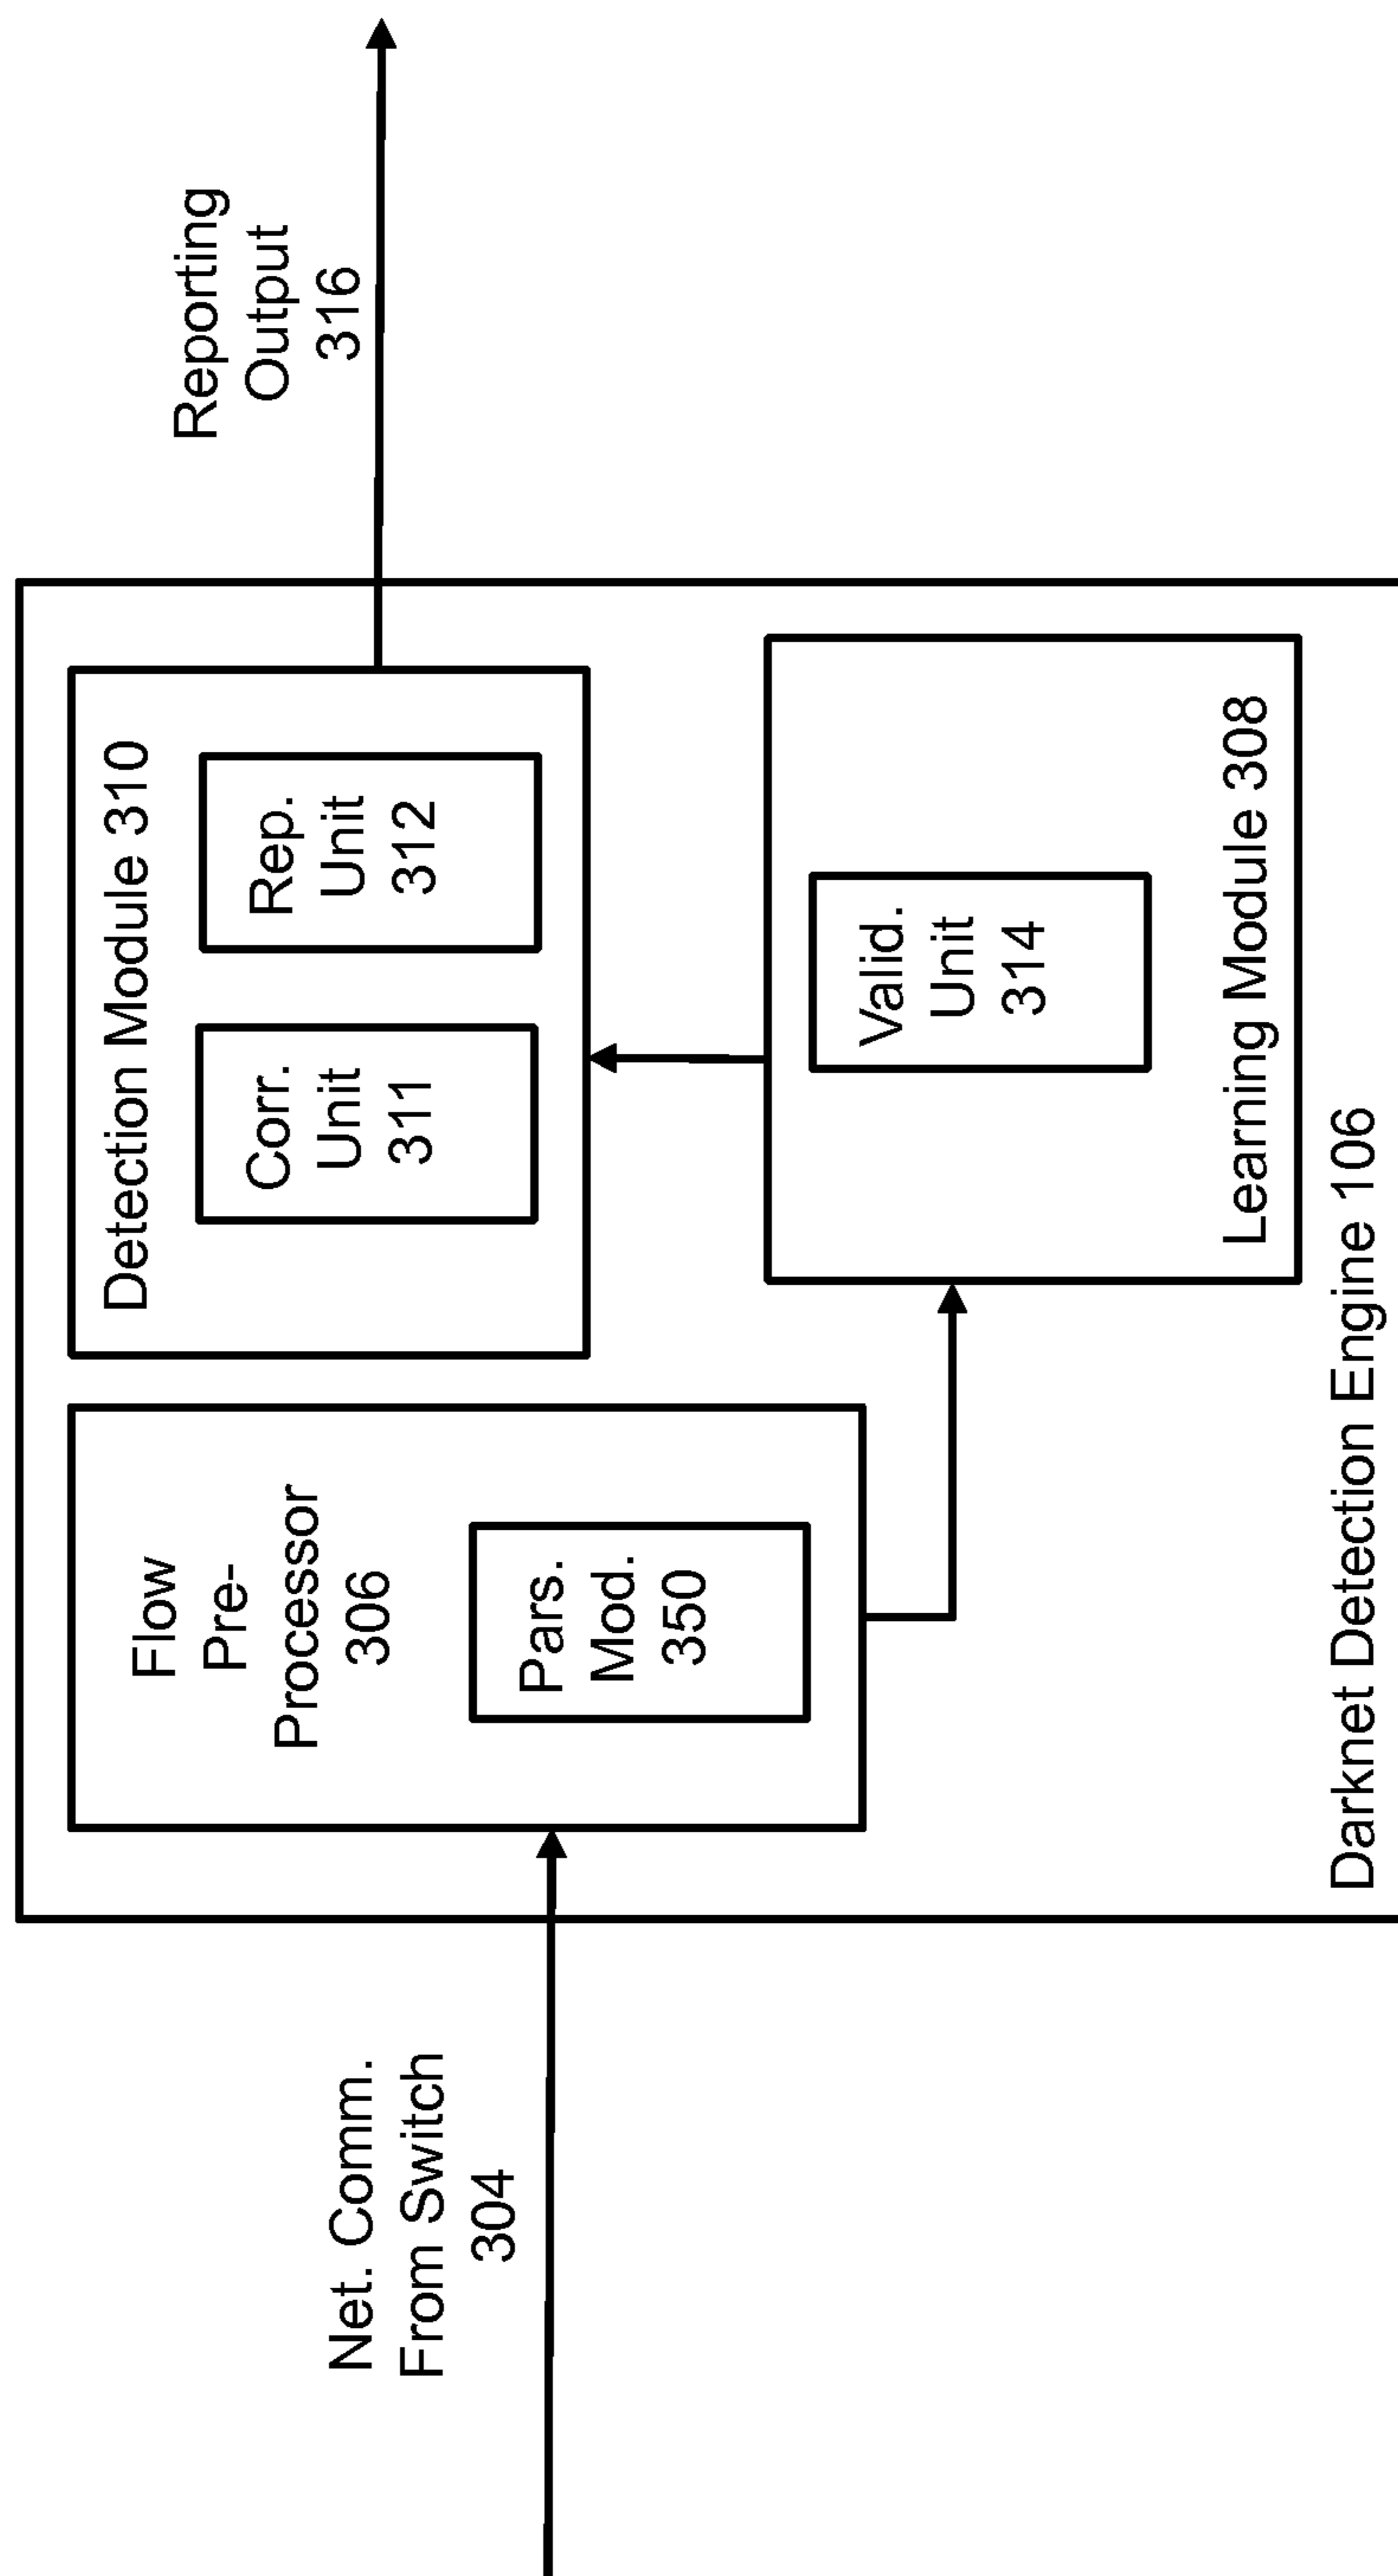 Net. Comm.
From Switch
304
Flow
Pre-
Processor
306
Pars.
Mod.
350
Detection Module 310
Corr.
Unit
311
Rep.
Unit
312
Valid.
Unit
314
Learning Module 308
Darknet Detection Engine 106
Reporting
Output
316